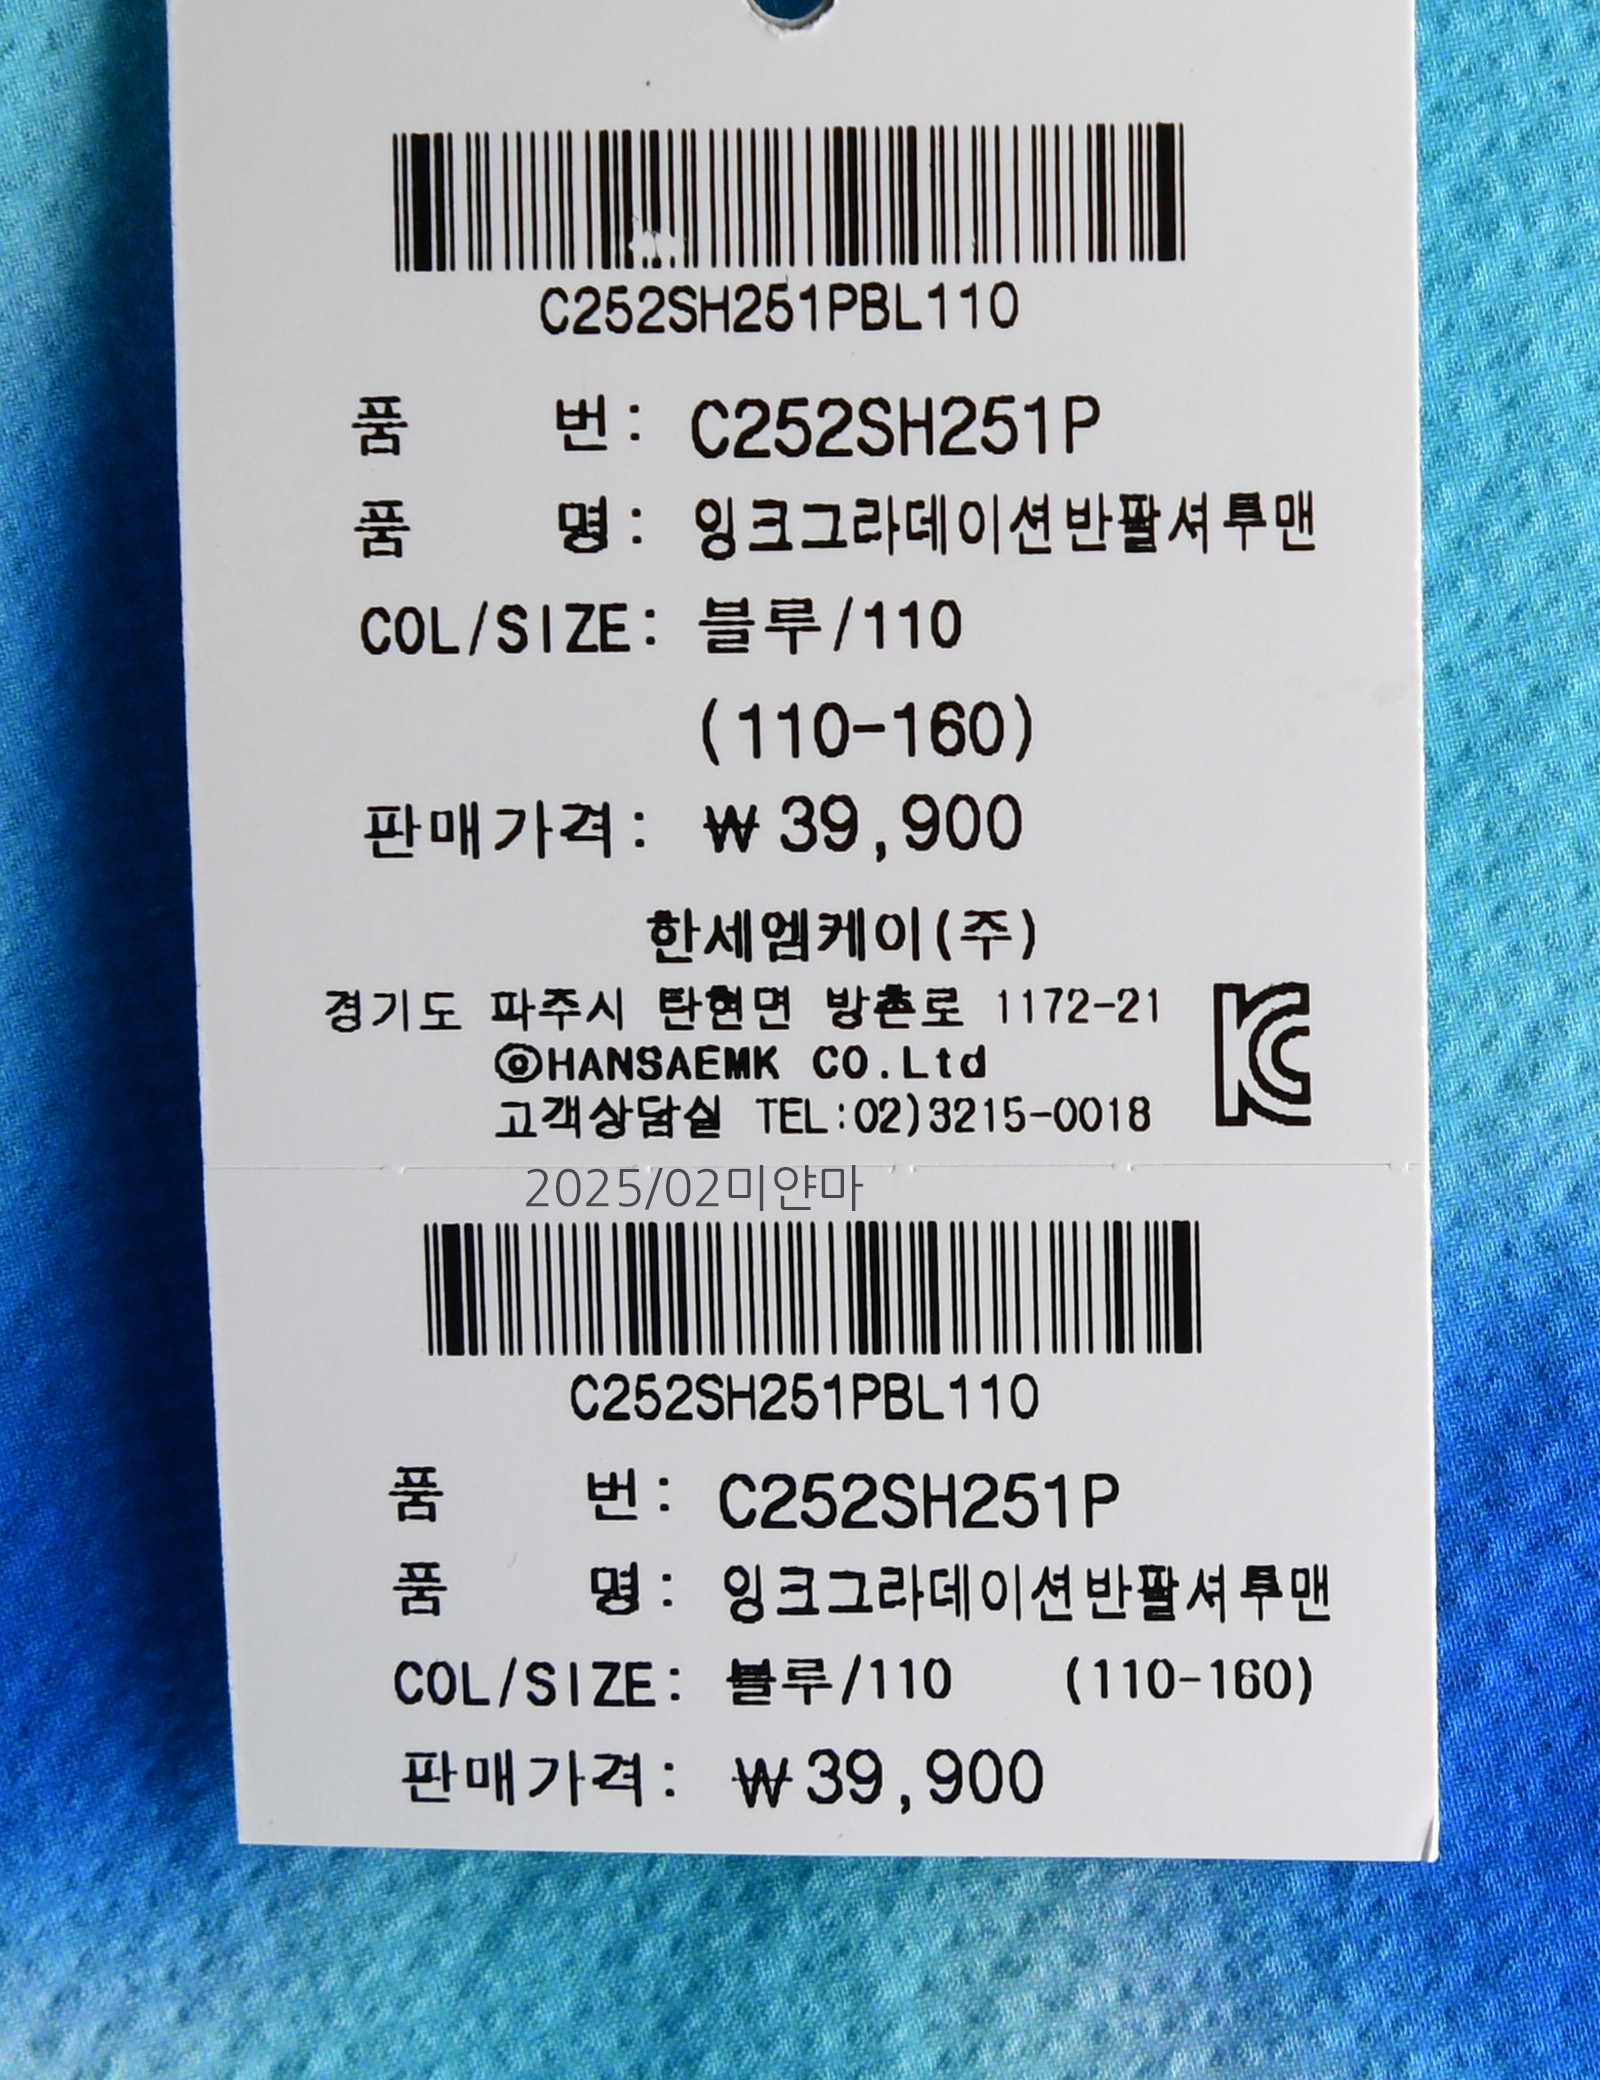 C252SH251PBL110
품 번: C252SH251P
품 명: 잉크그라데이션반팔셔투맨
COL/SIZE: 블루/110
(110-160)
판매가격: ₩39,900
한세엠케이(주)
경기도 파주시 탄현면 방촌로 1172-21
KC
©HANSAEMK CO.Ltd
고객상담실 TEL:02)3215-0018
2025/02미얀마
C252SH251PBL110
품 번: C252SH251P
품 명: 잉크그라데이션반팔셔투맨
COL/SIZE: 블루/110 (110-160)
판매가격: ₩39,900